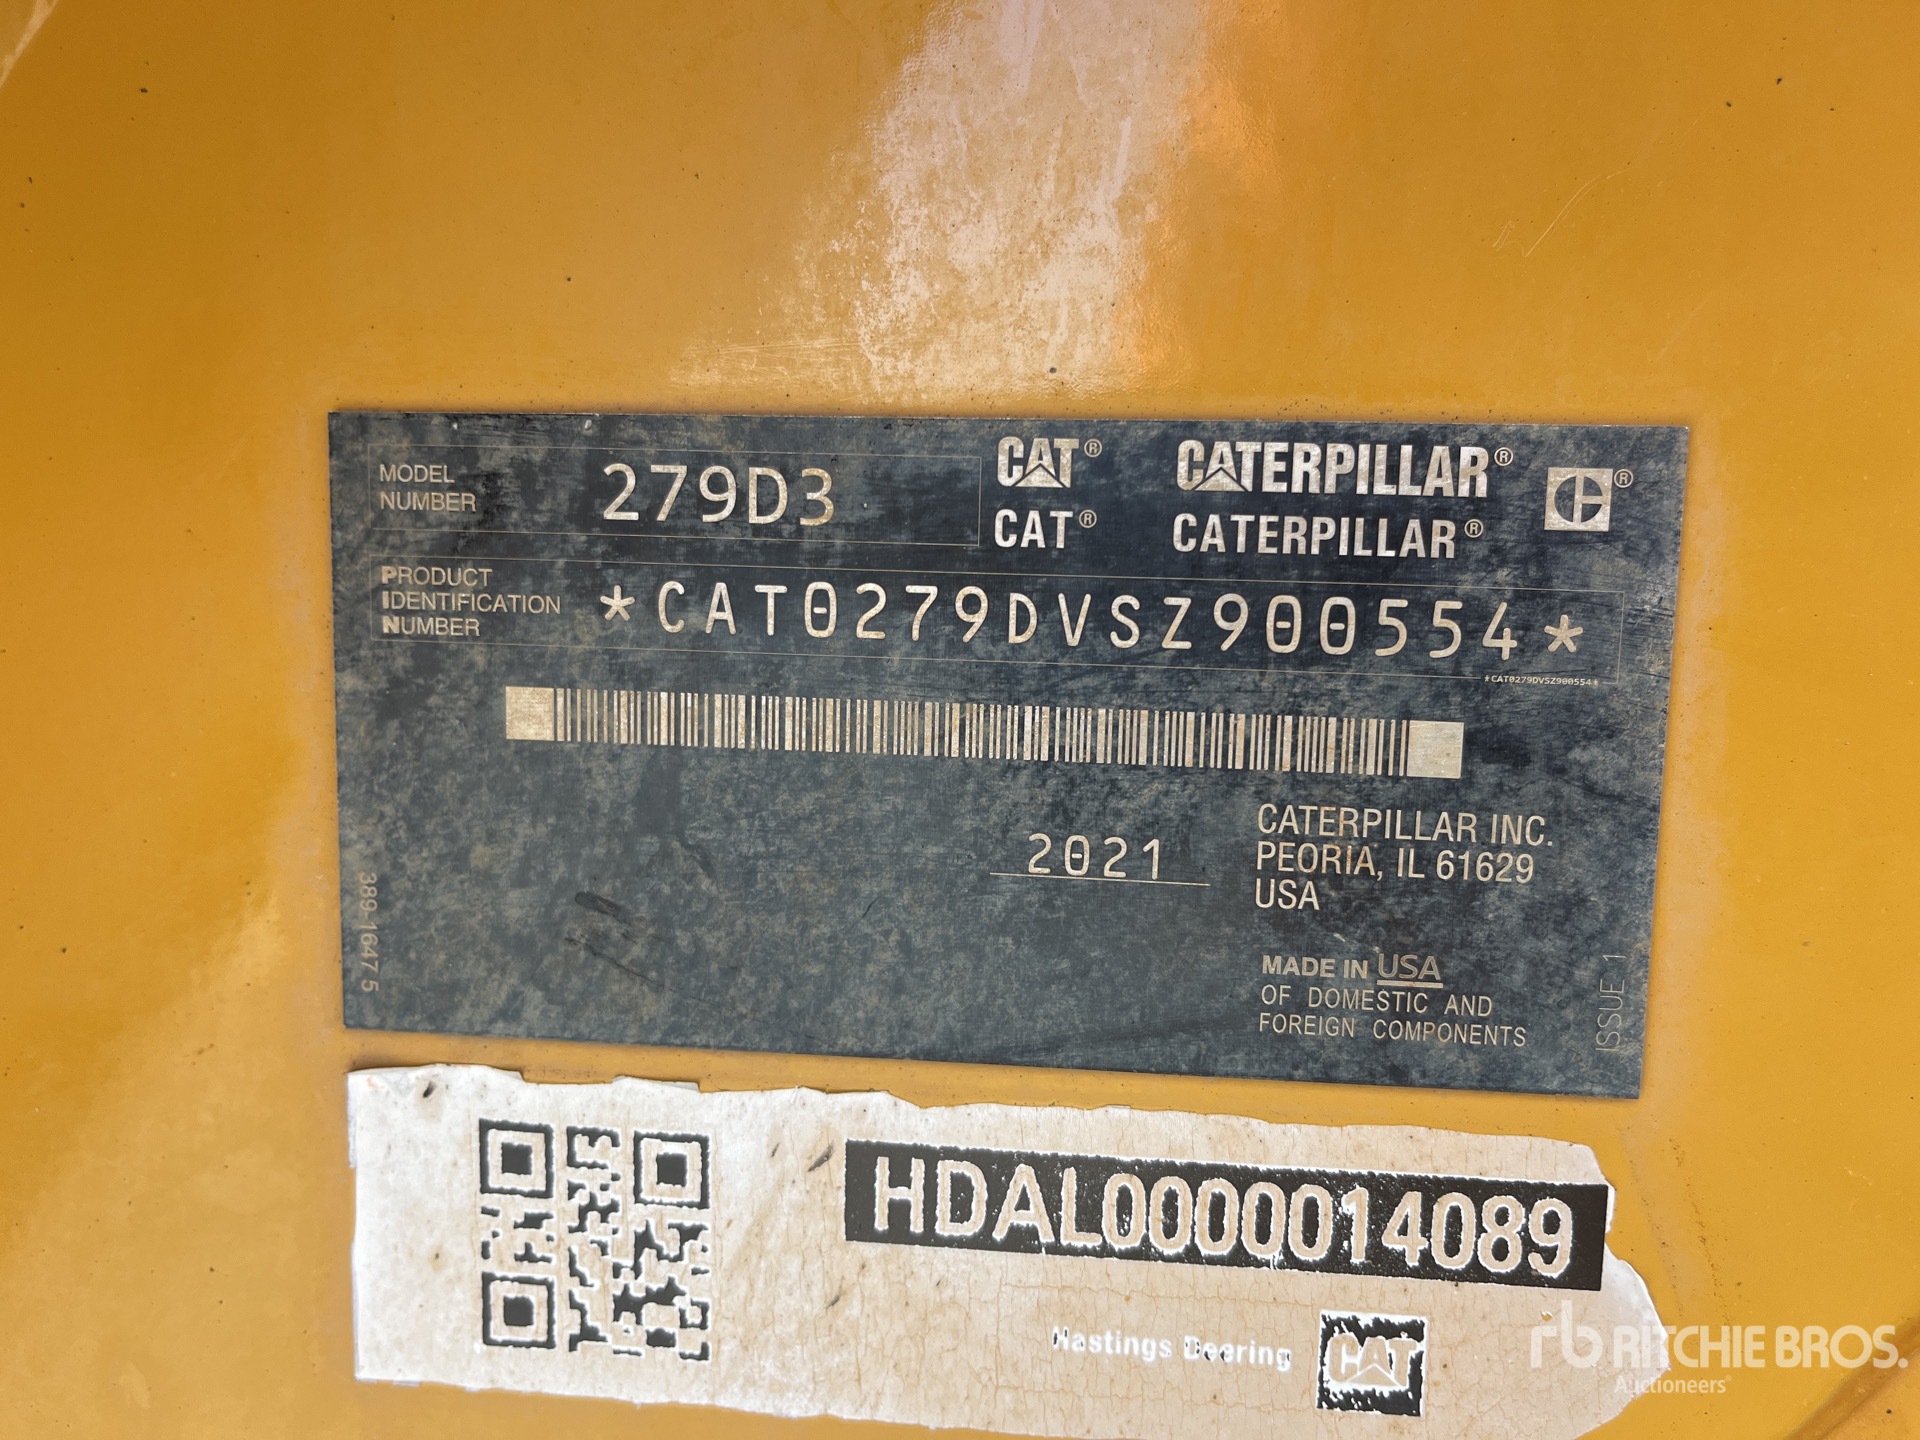 MODEL
NUMBER
279D3
CAT® CATERPILLAR® ®
CAT® CATERPILLAR®
PRODUCT
IDENTIFICATION
NUMBER
*CAT0279DVSZ900554*
*CAT0279DVSZ900554*
2021
CATERPILLAR INC.
PEORIA, IL 61629
USA
MADE IN USA
OF DOMESTIC AND
FOREIGN COMPONENTS
389-1647 5
ISSUE 1
HDAL0000014089
Hastings Deering
CAT
rb RITCHIE BROS.
Auctioneers